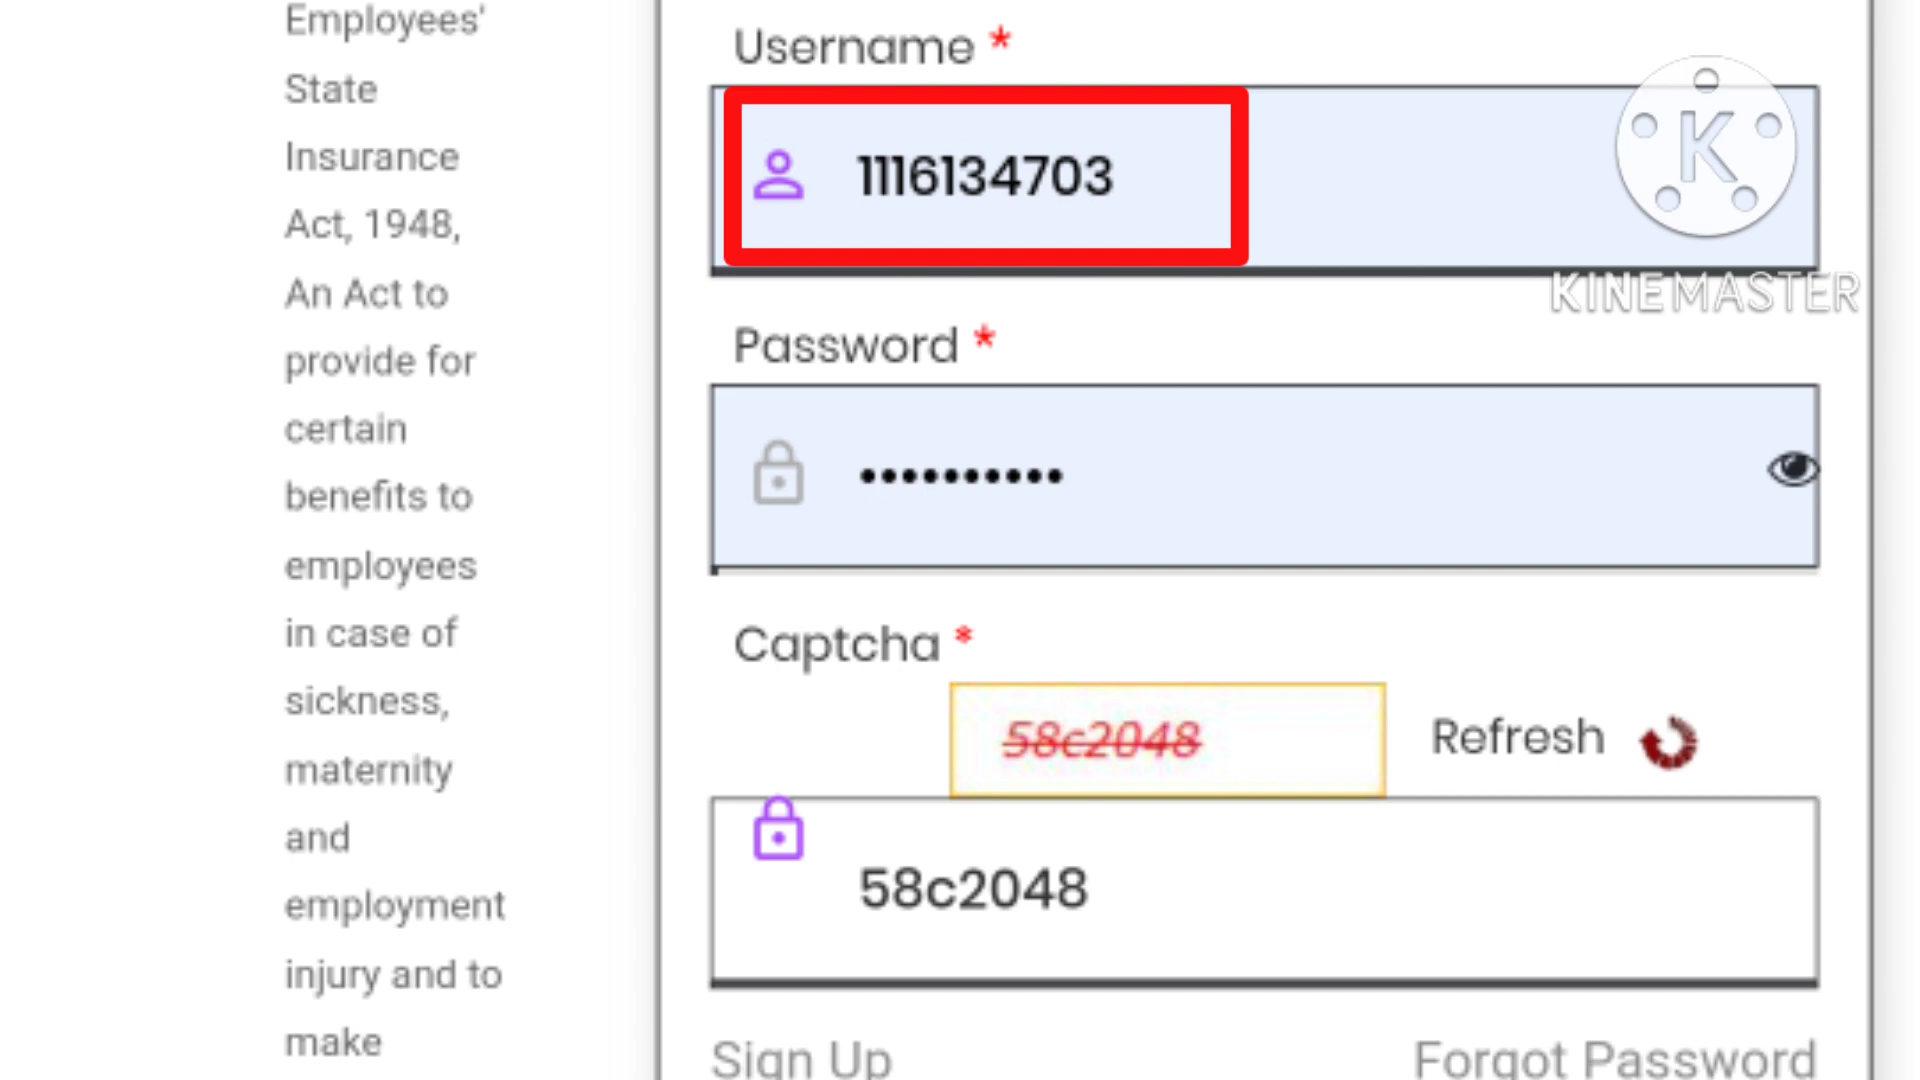 Employees'
State
Insurance
Act, 1948,
An Act to
provide for
certain
benefits to
employees
in case of
sickness,
maternity
and
employment
injury and to
make
Username *
1116134703
K
KINEMASTER
Password *
••••••••••
Captcha *
58c2048
Refresh
58c2048
Sign Up
Forgot Password